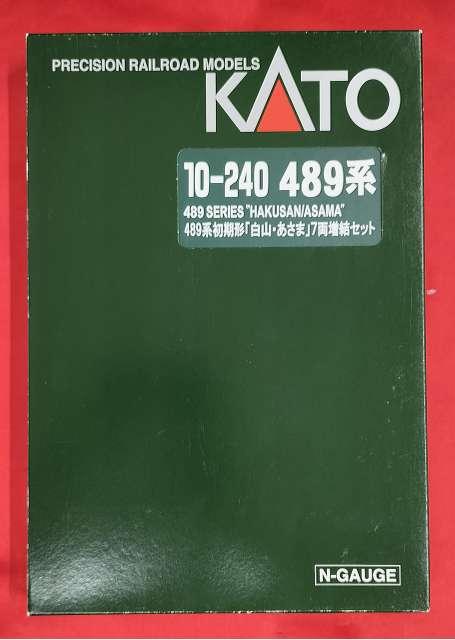 PRECISION RAILROAD MODELS
KATO
10-240 489系
489 SERIES "HAKUSAN/ASAMA"
489系初期形「白山・あさま」7両増結セット
N-GAUGE